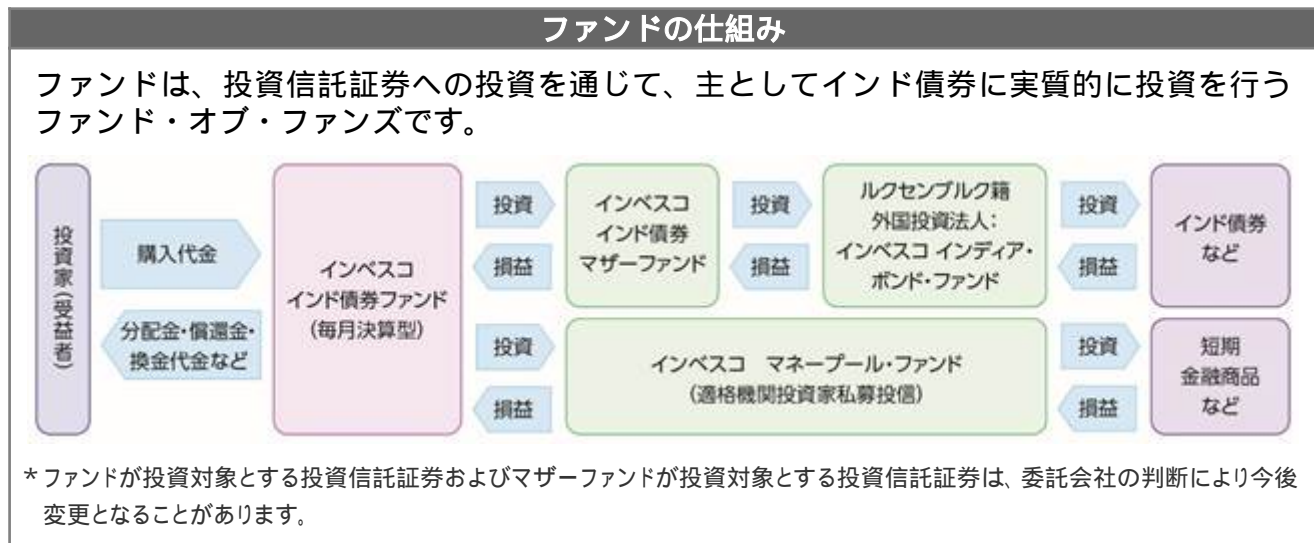 ファンドの仕組み
ファンドは、投資信託証券への投資を通じて、主としてインド債券に実質的に投資を行う
ファンド・オブ・ファンズです。
投資家(受益者)
購入代金
分配金・償還金・
換金代金など
インベスコ
インド債券ファンド
(毎月決算型)
投資
損益
インベスコ
インド債券
マザーファンド
投資
損益
ルクセンブルク籍
外国投資法人:
インベスコ インディア・
ボンド・ファンド
投資
損益
インド債券
など
投資
損益
インベスコ マネープール・ファンド
(適格機関投資家私募投信)
投資
損益
短期
金融商品
など
*ファンドが投資対象とする投資信託証券およびマザーファンドが投資対象とする投資信託証券は、委託会社の判断により今後
変更となることがあります。